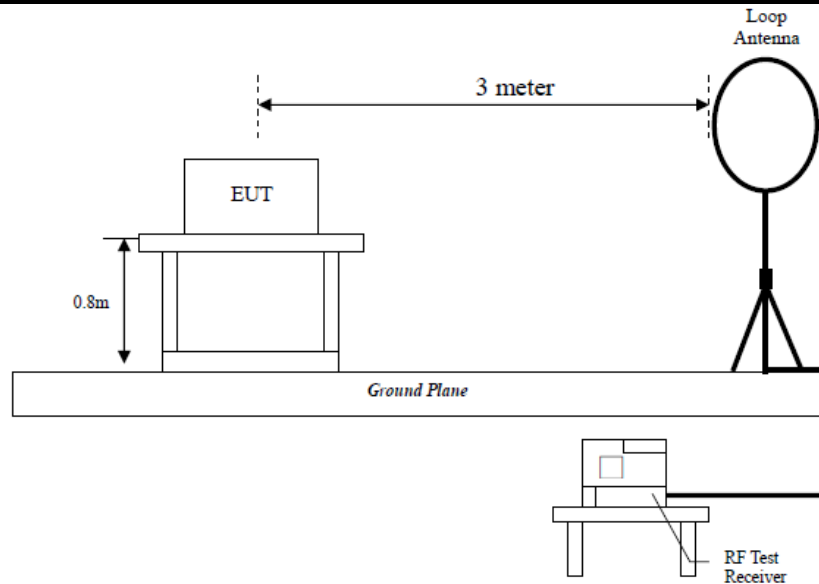 Loop
Antenna
3 meter
EUT
0.8m
Ground Plane
RF Test
Receiver